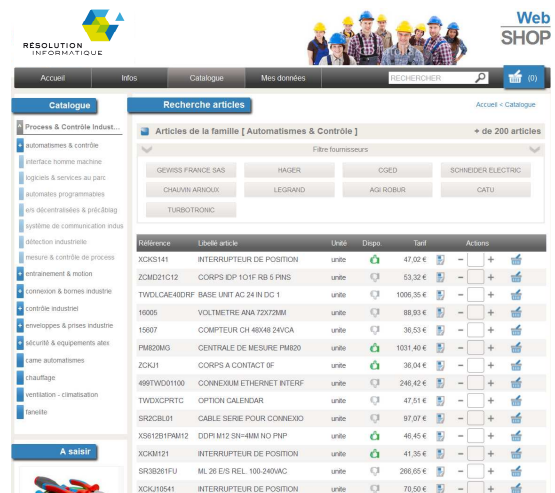 RÉSOLUTION
INFORMATIQUE
Web
SHOP
Accueil Infos Catalogue Mes données RECHERCHER (0)
Catalogue
Recherche articles
Accueil < Catalogue
Process & Contrôle Indust...
automatismes & contrôle
interface homme machine
logiciels & services au parc
automates programmables
e/s décentralisées & précâblag
système de communication indus
détection industrielle
mesure & contrôle de process
entrainement & motion
connexion & bornes industrie
contrôle industriel
enveloppes & prises industrie
sécurité & equipements atex
came automatismes
chauffage
ventilation - climatisation
fanelite
A saisir
Articles de la famille [ Automatismes & Contrôle ] + de 200 articles
Filtre fournisseurs
GEWISS FRANCE SAS HAGER CGED SCHNEIDER ELECTRIC
CHAUVIN ARNOUX LEGRAND AGI ROBUR CATU
TURBOTRONIC
Référence Libellé article Unité Dispo. Tarif Actions
XCKS141 INTERRUPTEUR DE POSITION unite 47,02 € - +
ZCMD21C12 CORPS IDP 1O1F RB 5 PINS unite 53,32 € - +
TWDLCAE40DRF BASE UNIT AC 24 IN DC 1 unite 1006,35 € - +
16005 VOLTMETRE ANA 72X72MM unite 88,93 € - +
15607 COMPTEUR CH 48X48 24VCA unite 36,53 € - +
PM820MG CENTRALE DE MESURE PM820 unite 1031,40 € - +
ZCKJ1 CORPS A CONTACT 0F unite 36,04 € - +
499TWD01100 CONNEXIUM ETHERNET INTERF unite 246,42 € - +
TWDXCPRTC OPTION CALENDAR unite 47,51 € - +
SR2CBL01 CABLE SERIE POUR CONNEXIO unite 97,07 € - +
XS612B1PAM12 DDPI M12 SN=4MM NO PNP unite 46,45 € - +
XCKM121 INTERRUPTEUR DE POSITION unite 41,35 € - +
SR3B261FU ML 26 E/S REL. 100-240VAC unite 266,65 € - +
XCKJ10541 INTERRUPTEUR DE POSITION unite 70,50 € - +